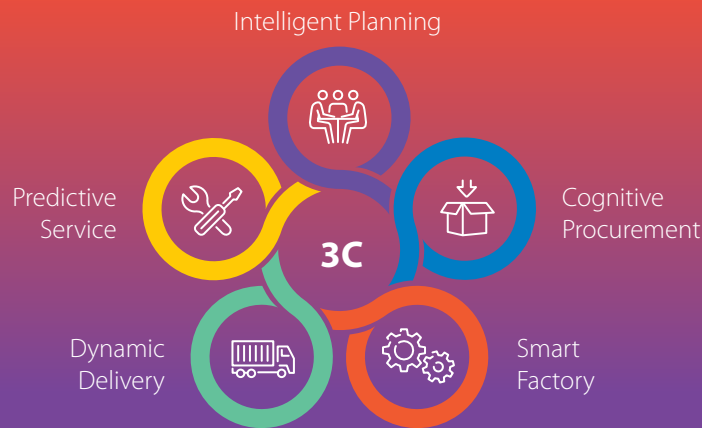 Intelligent Planning
Predictive
Service
3C
Cognitive
Procurement
Dynamic
Delivery
Smart
Factory